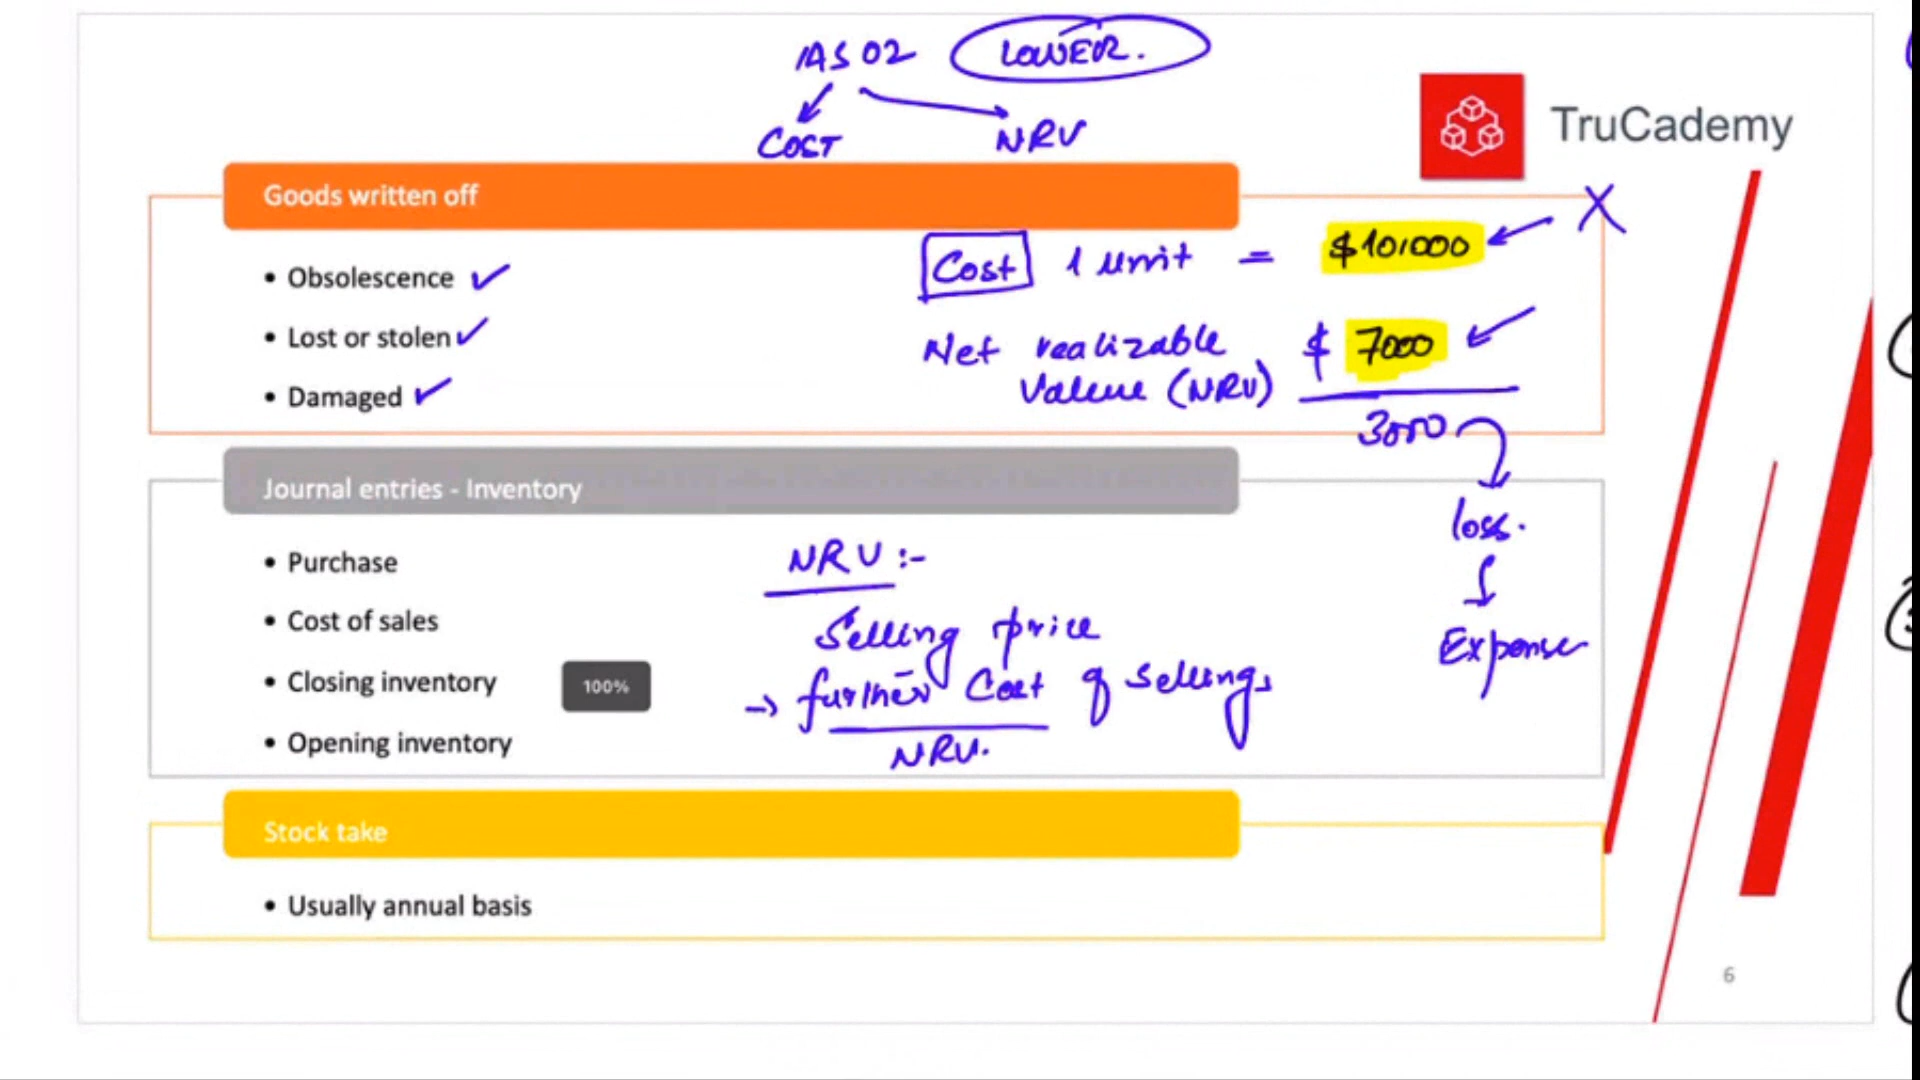 IAS 02 LOWER.
COST NRV
TruCademy
Goods written off
X
Cost 1 unit = $10,000
• Obsolescence
• Lost or stolen
Net realizable $ 7000
Value (NRV)
• Damaged
3000
Journal entries - Inventory
loss.
• Purchase
NRV :-
• Cost of sales
Selling price
Expense
• Closing inventory
100%
→ further Cost of sellings
• Opening inventory
NRV.
Stock take
• Usually annual basis
6